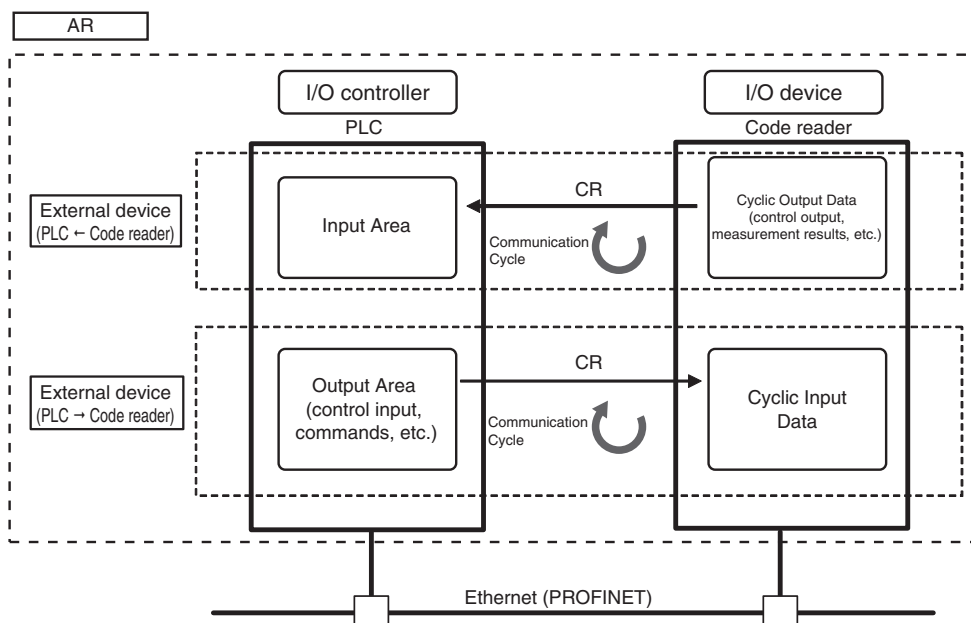 AR
I/O controller
I/O device
PLC
Code reader
External device
(PLC ← Code reader)
Input Area
CR
Communication
Cycle
Cyclic Output Data
(control output,
measurement results, etc.)
External device
(PLC → Code reader)
Output Area
(control input,
commands, etc.)
CR
Communication
Cycle
Cyclic Input
Data
Ethernet (PROFINET)